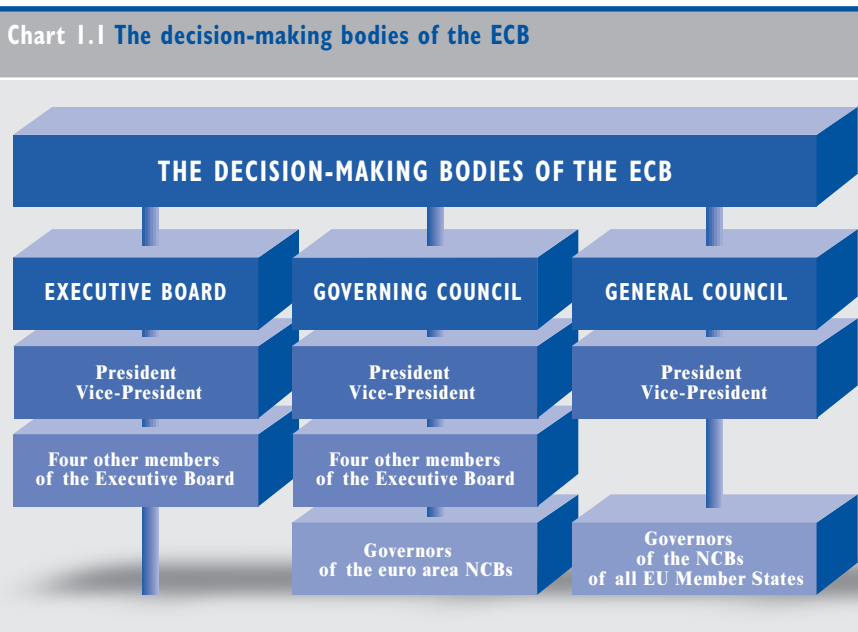 Chart 1.1 The decision-making bodies of the ECB
THE DECISION-MAKING BODIES OF THE ECB
EXECUTIVE BOARD
President
Vice-President
Four other members
of the Executive Board
GOVERNING COUNCIL
President
Vice-President
Four other members
of the Executive Board
Governors
of the euro area NCBs
GENERAL COUNCIL
President
Vice-President
Governors
of the NCBs
of all EU Member States